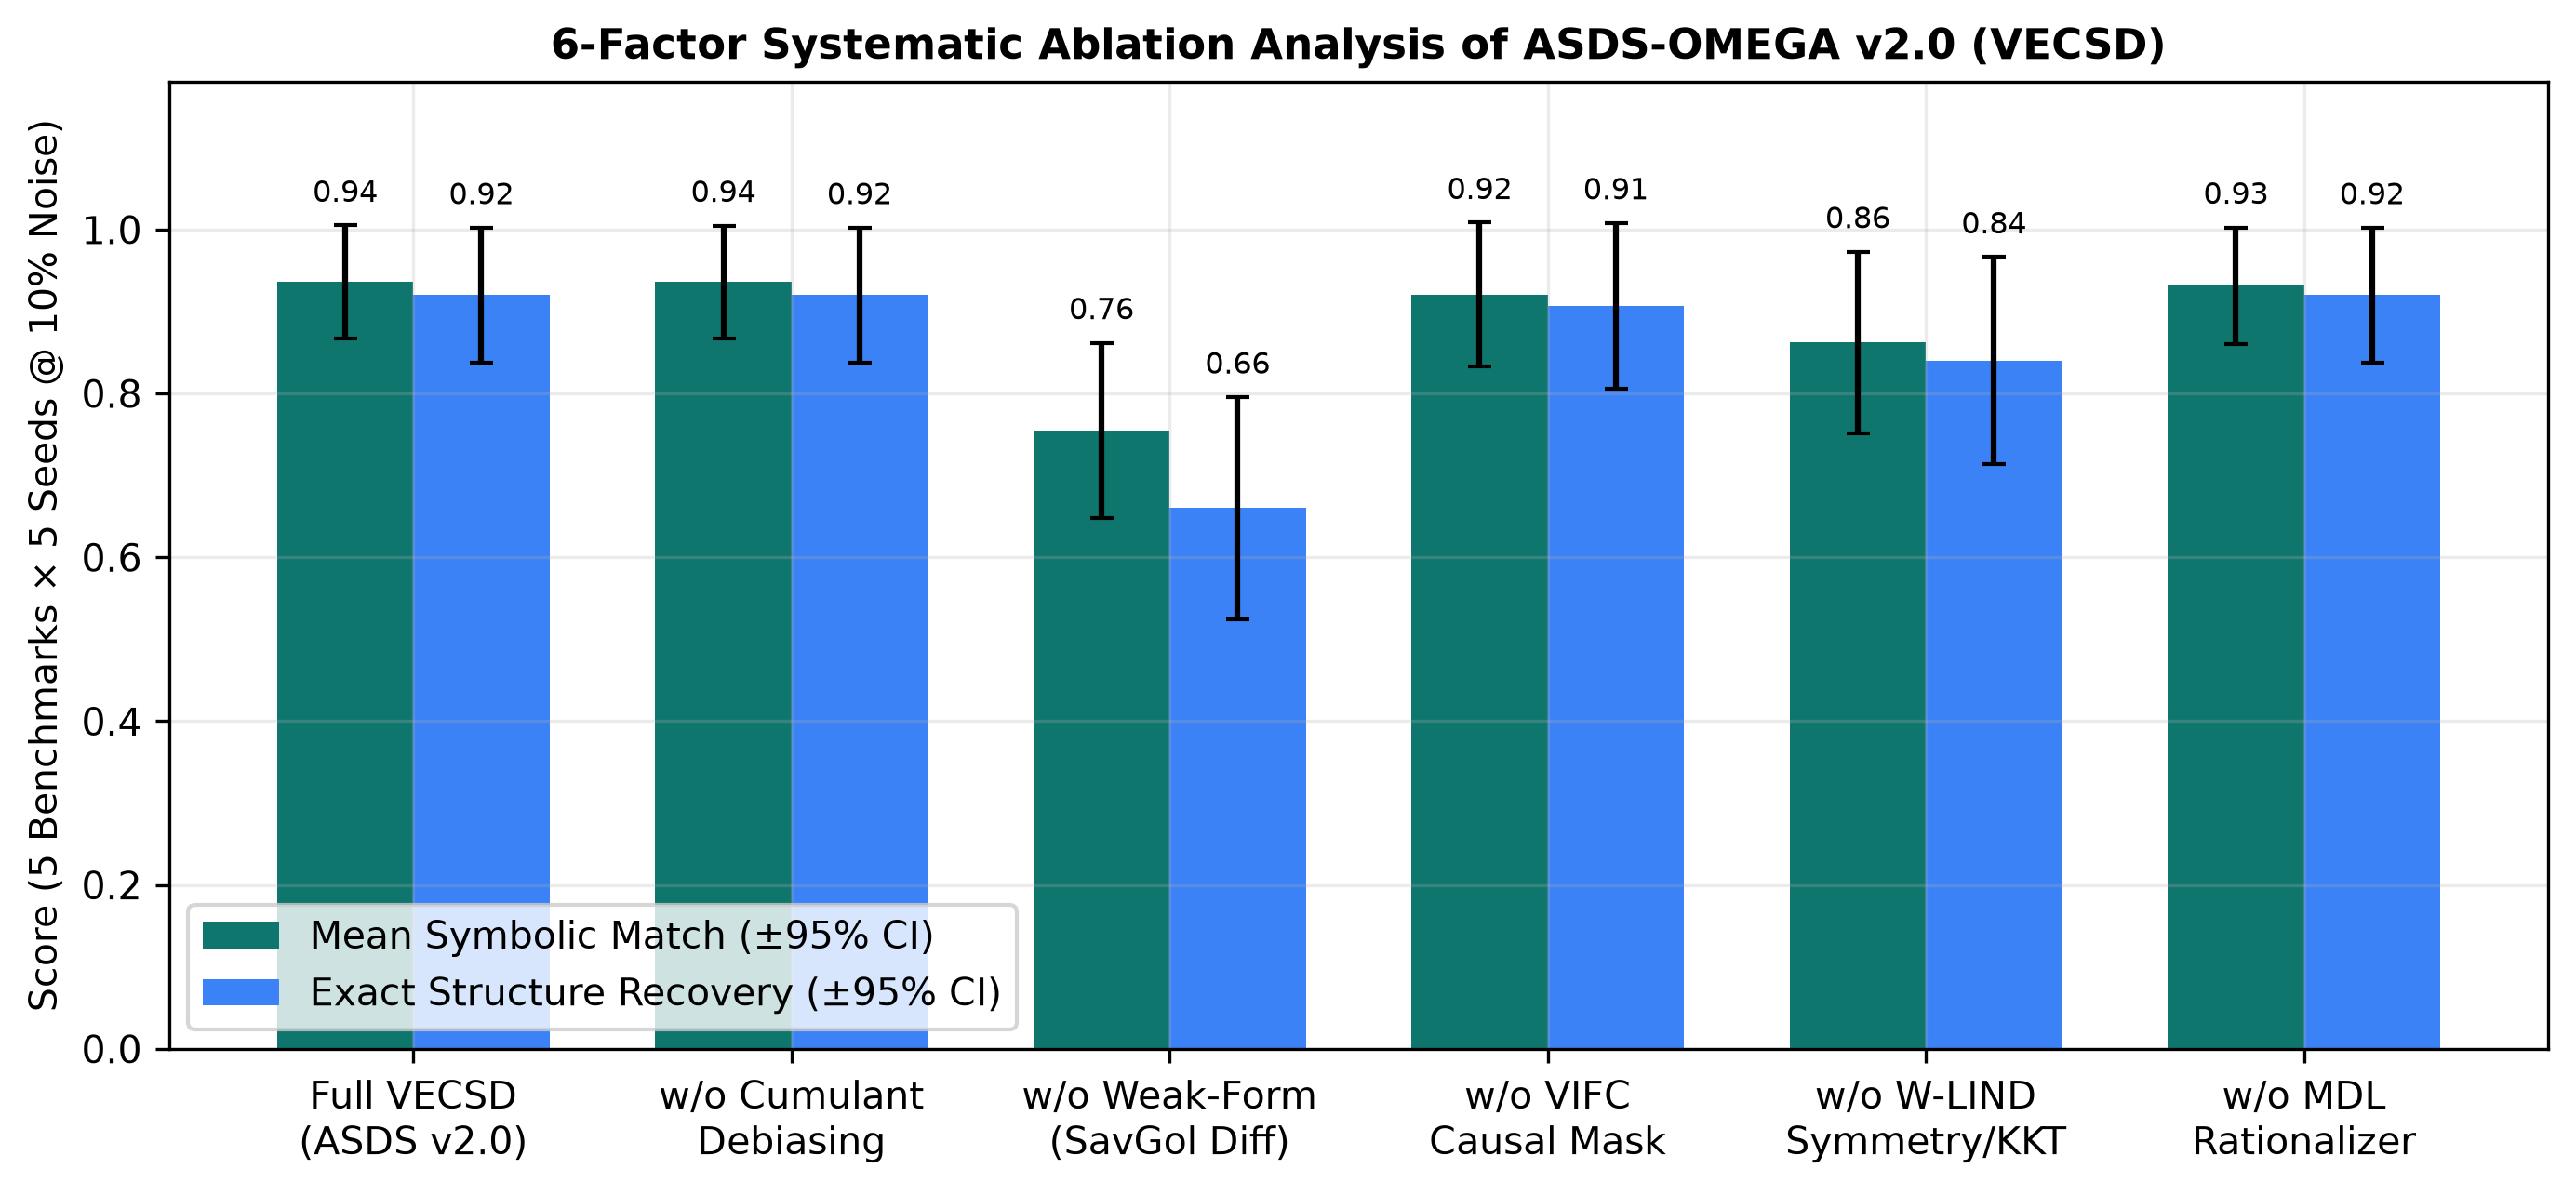 6-Factor Systematic Ablation Analysis of ASDS-OMEGA v2.0 (VECSD)
Score (5 Benchmarks × 5 Seeds @ 10% Noise)
1.0
0.8
0.6
0.4
0.2
0.0
0.94
0.92
0.94
0.92
0.76
0.66
0.92
0.91
0.86
0.84
0.93
0.92
Mean Symbolic Match (±95% CI)
Exact Structure Recovery (±95% CI)
Full VECSD
(ASDS v2.0)
w/o Cumulant
Debiasing
w/o Weak-Form
(SavGol Diff)
w/o VIFC
Causal Mask
w/o W-LIND
Symmetry/KKT
w/o MDL
Rationalizer